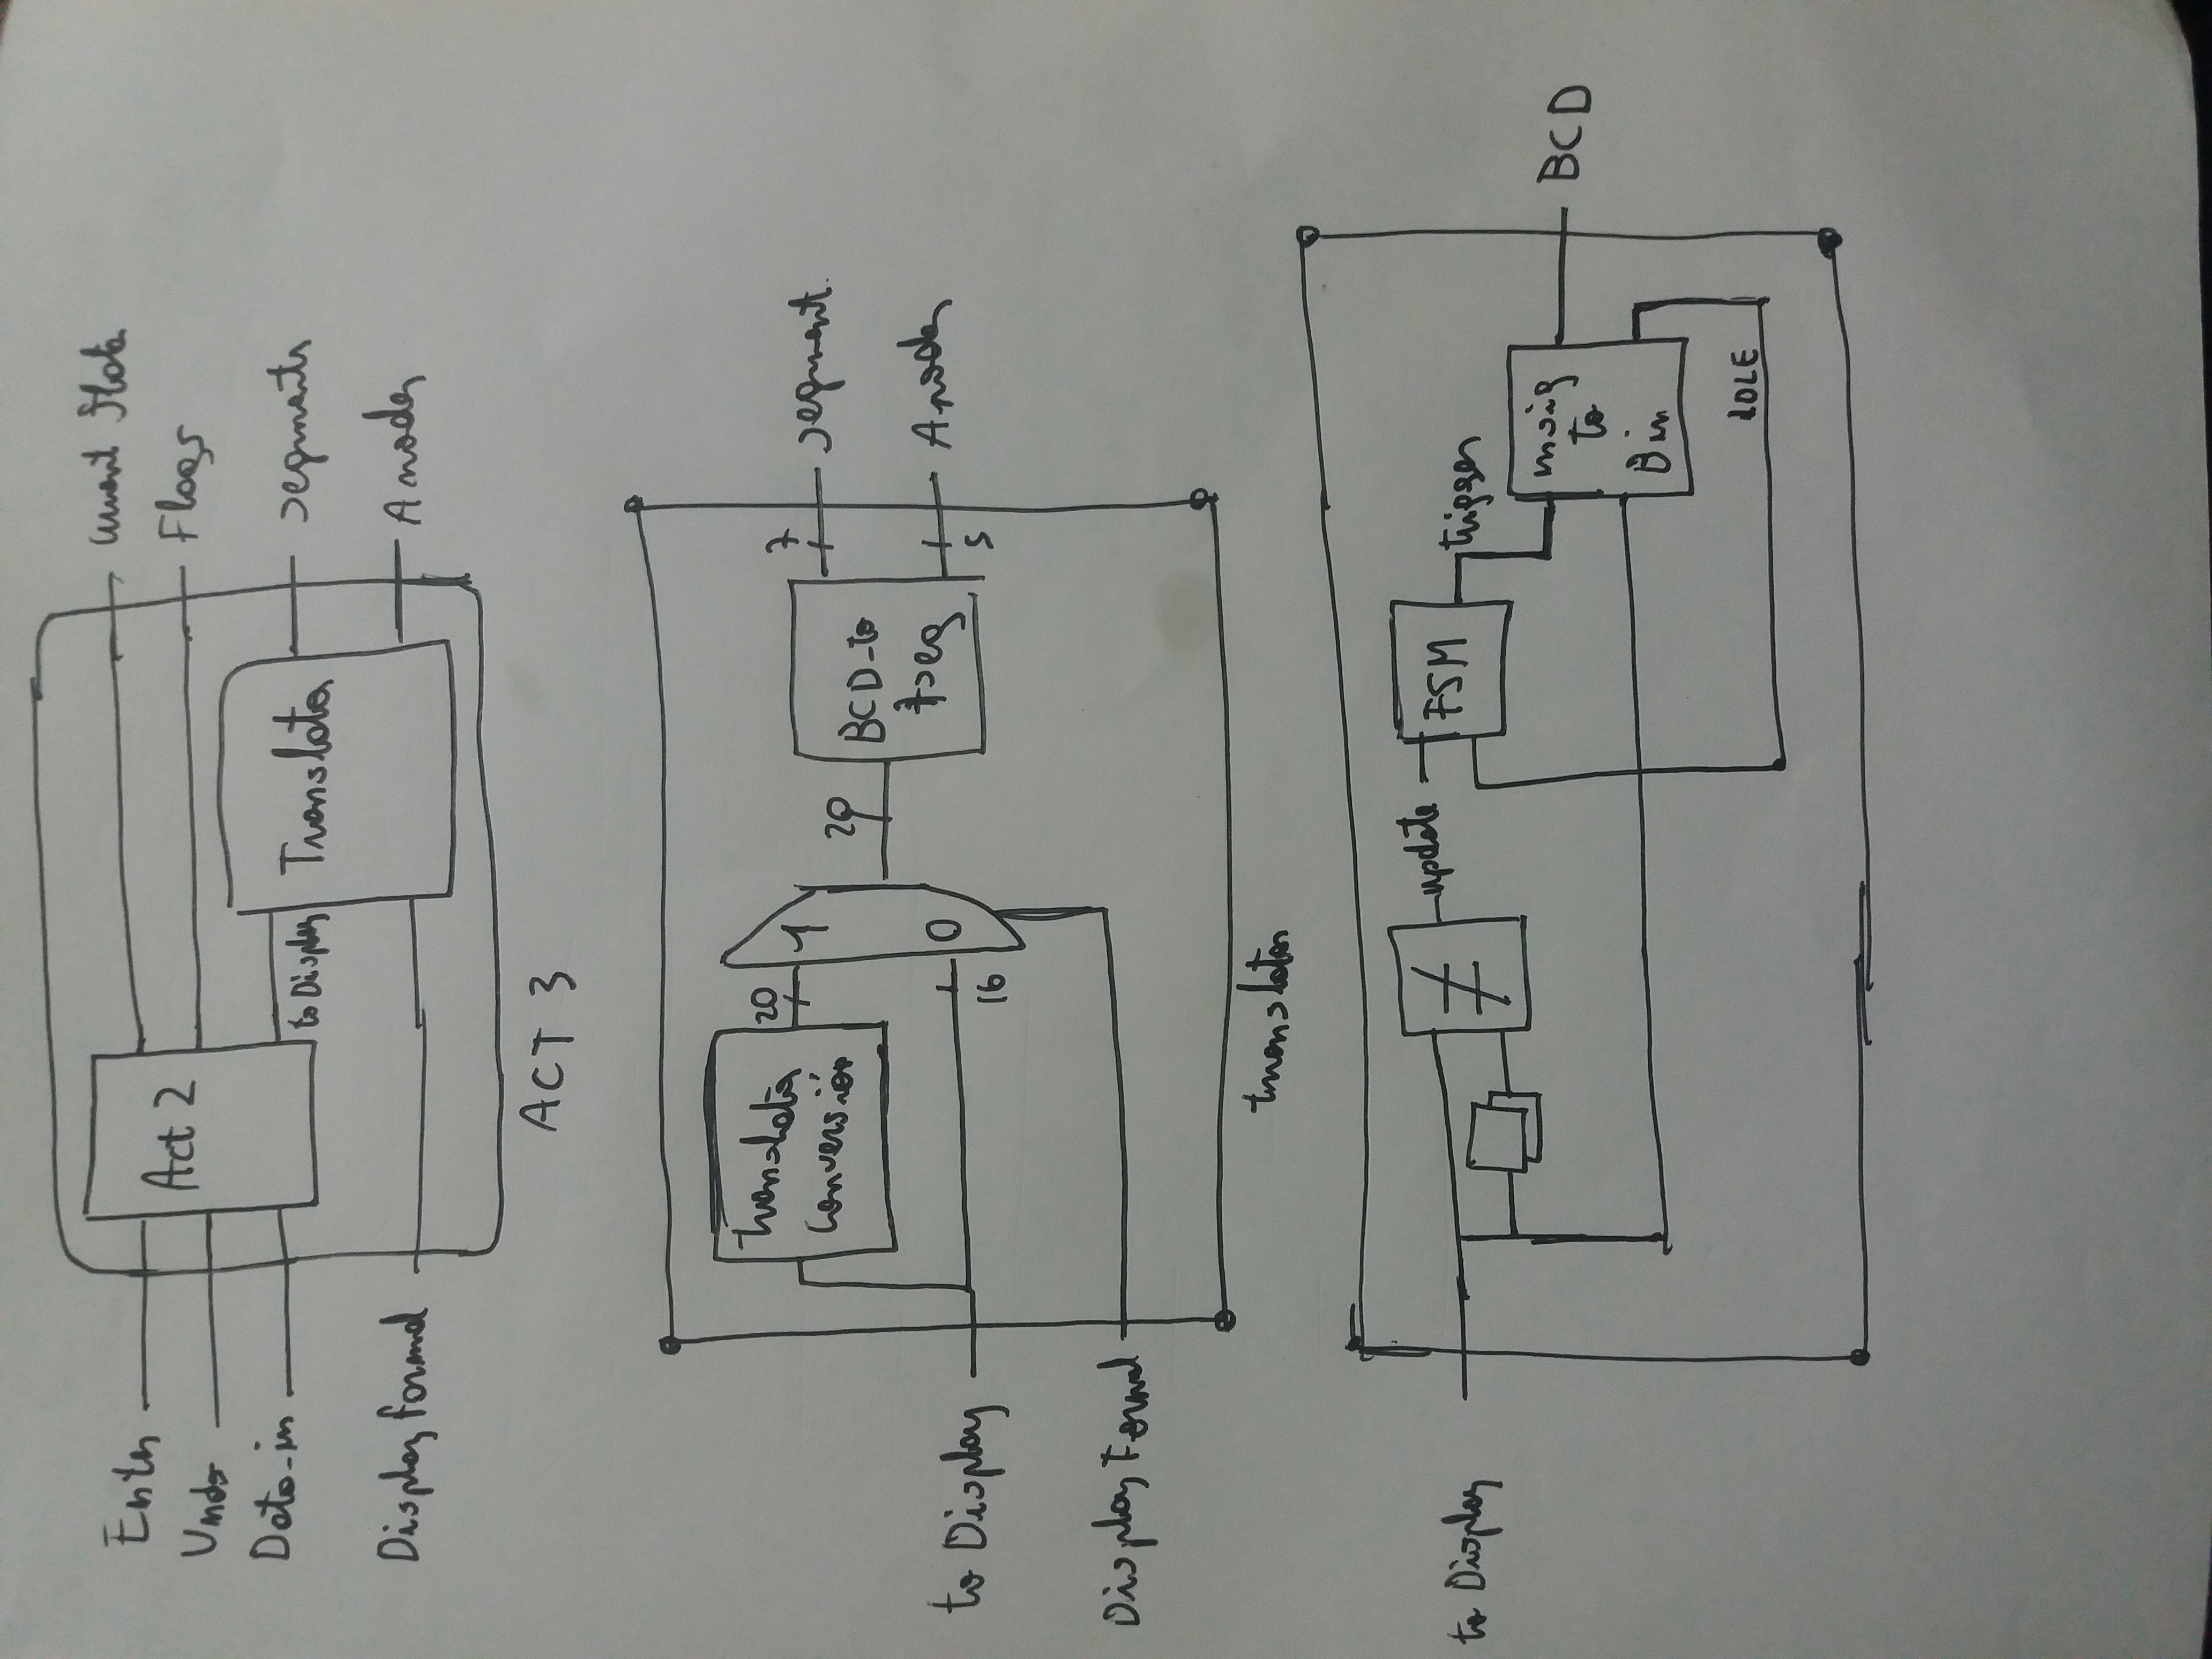 Enter
Undo
Data-in
Display Format
Act 2
to Display
Translator
current State
Flags
segments
Anodes
ACT 3
translator
conversión
20
1
0
16
20
BCD-to
7seg
7
5
to Display
Display Format
segment.
Anodes
translator
to Display
≠
update
FSM
trigger
to
Bin
IDLE
BCD